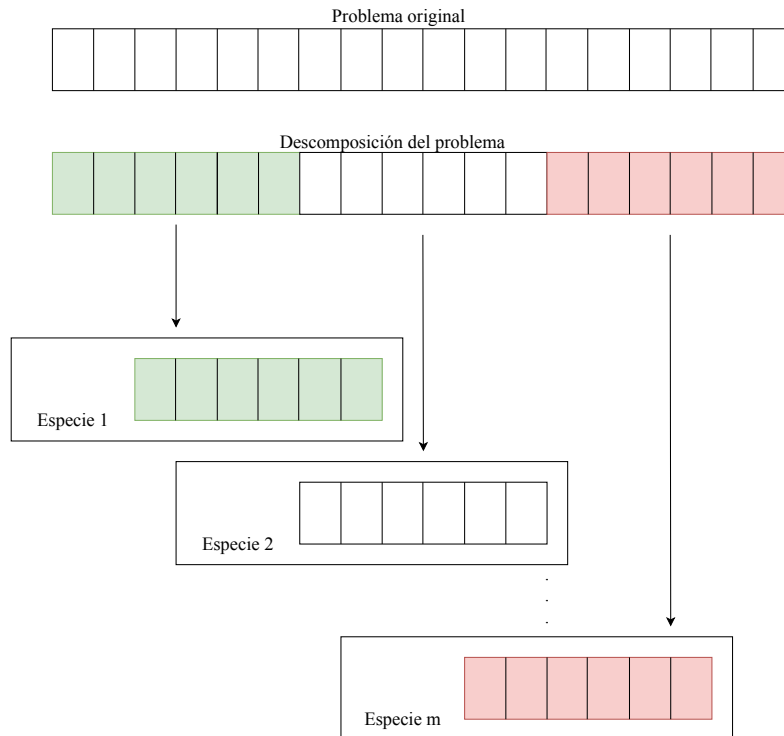 Problema original
Descomposición del problema
Especie 1
Especie 2
Especie m